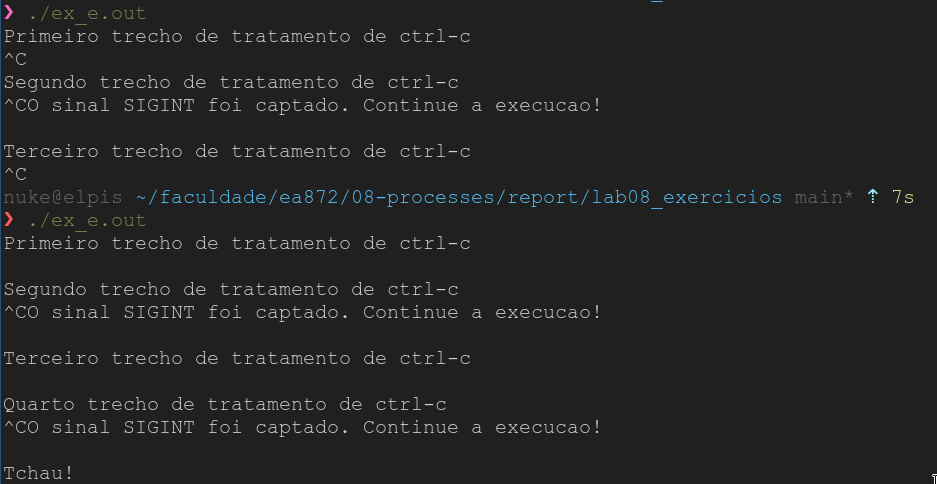 ❯ ./ex_e.out
Primeiro trecho de tratamento de ctrl-c
^C
Segundo trecho de tratamento de ctrl-c
^CO sinal SIGINT foi captado. Continue a execucao!
Terceiro trecho de tratamento de ctrl-c
^C
nuke@elpis ~/faculdade/ea872/08-processes/report/lab08_exercicios main* ⇡ 7s
❯ ./ex_e.out
Primeiro trecho de tratamento de ctrl-c
Segundo trecho de tratamento de ctrl-c
^CO sinal SIGINT foi captado. Continue a execucao!
Terceiro trecho de tratamento de ctrl-c
Quarto trecho de tratamento de ctrl-c
^CO sinal SIGINT foi captado. Continue a execucao!
Tchau!